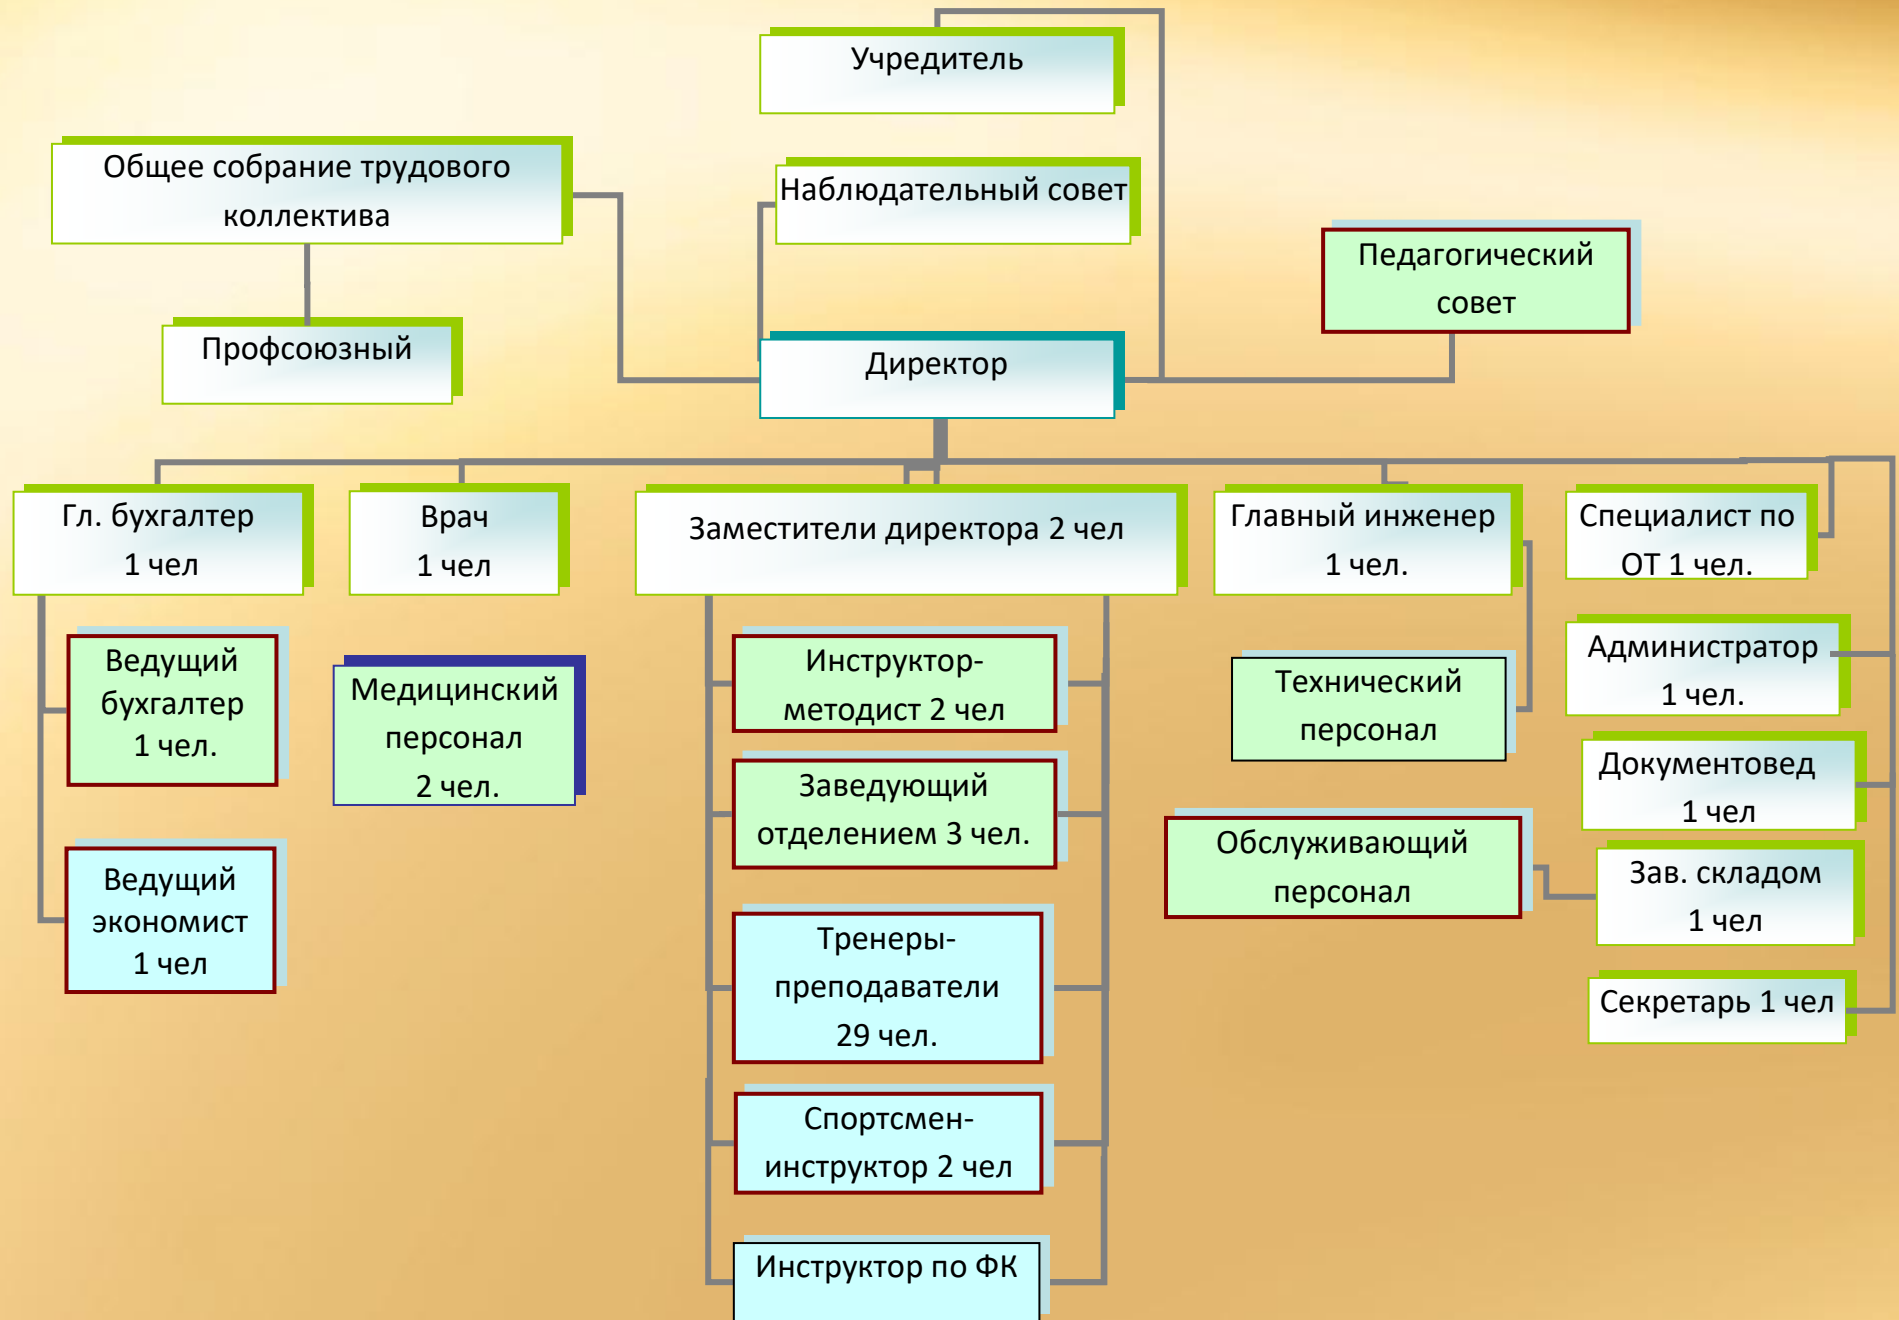 Учредитель
Общее собрание трудового
коллектива
Наблюдательный совет
Педагогический
совет
Профсоюзный
Директор
Гл. бухгалтер
1 чел
Врач
1 чел
Заместители директора 2 чел
Главный инженер
1 чел.
Специалист по
ОТ 1 чел.
Ведущий
бухгалтер
1 чел.
Медицинский
персонал
2 чел.
Инструктор-
методист 2 чел
Технический
персонал
Администратор
1 чел.
Заведующий
отделением 3 чел.
Документовед
1 чел
Обслуживающий
персонал
Зав. складом
1 чел
Ведущий
экономист
1 чел
Тренеры-
преподаватели
29 чел.
Секретарь 1 чел
Спортсмен-
инструктор 2 чел
Инструктор по ФК